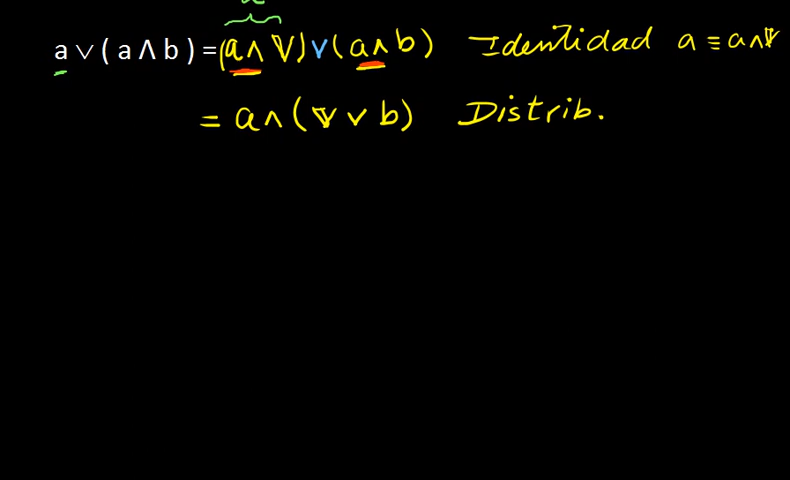 a ∨ ( a ∧ b ) = (a ∧ 𝕍) ∨ (a ∧ b) Identidad a ≡ a ∧ 𝕍
= a ∧ (𝕍 ∨ b) Distrib.